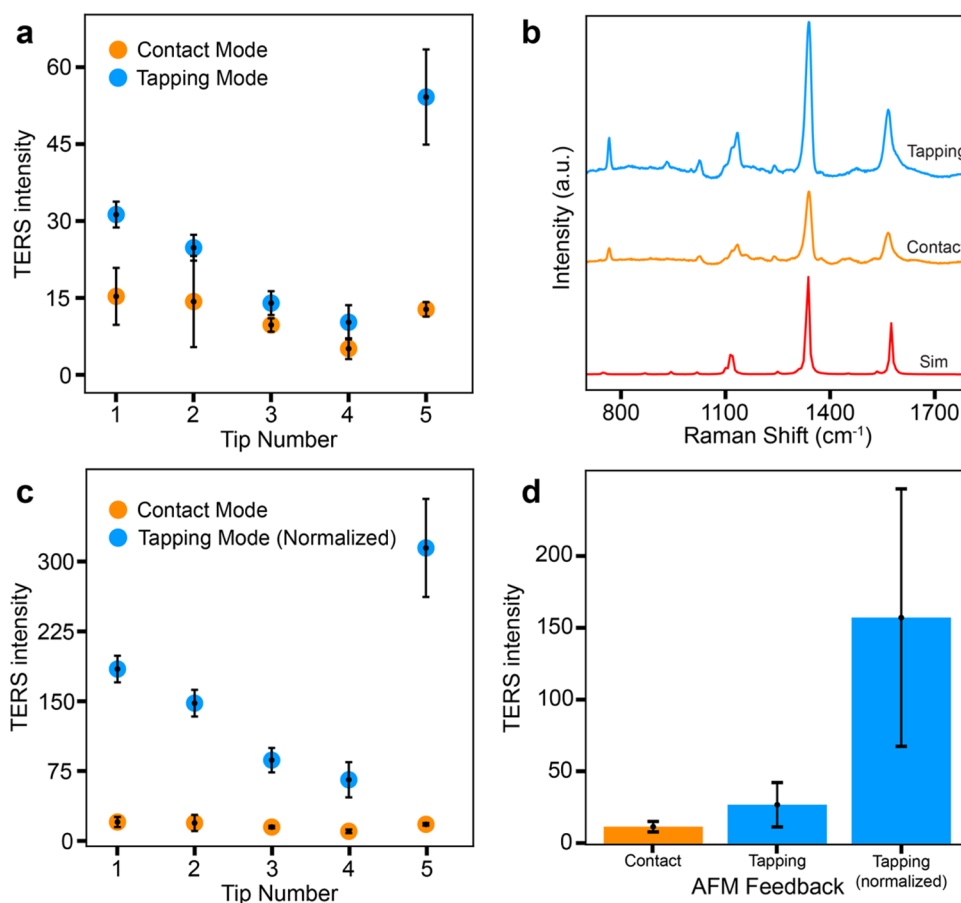 a
Contact Mode
Tapping Mode
TERS intensity
60
45
30
15
0
1 2 3 4 5
Tip Number
b
Intensity (a.u.)
Tapping
Contact
Sim
800 1100 1400 1700
Raman Shift (cm⁻¹)
c
Contact Mode
Tapping Mode (Normalized)
TERS intensity
300
225
150
75
0
1 2 3 4 5
Tip Number
d
TERS intensity
200
150
100
50
0
Contact Tapping Tapping
(normalized)
AFM Feedback